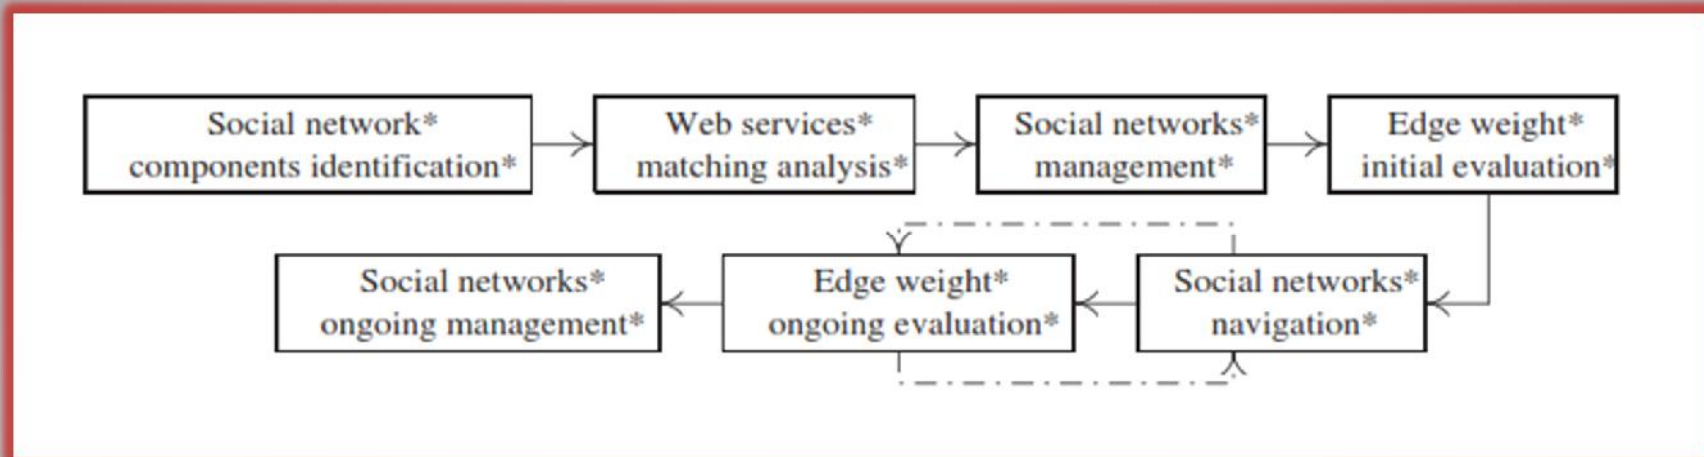 Social network*
components identification*
Web services*
matching analysis*
Social networks*
management*
Edge weight*
initial evaluation*
Social networks*
ongoing management*
Edge weight*
ongoing evaluation*
Social networks*
navigation*